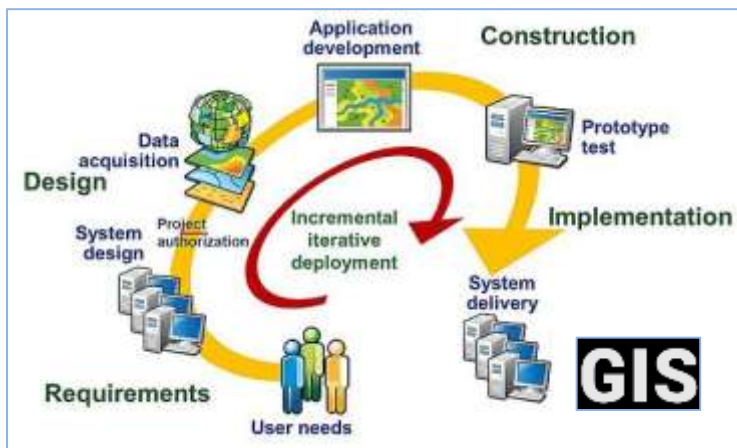 Application
development
Construction
Data
acquisition
Prototype
test
Design
Project
authorization
System
design
Incremental
iterative
deployment
Implementation
System
delivery
Requirements
User needs
GIS